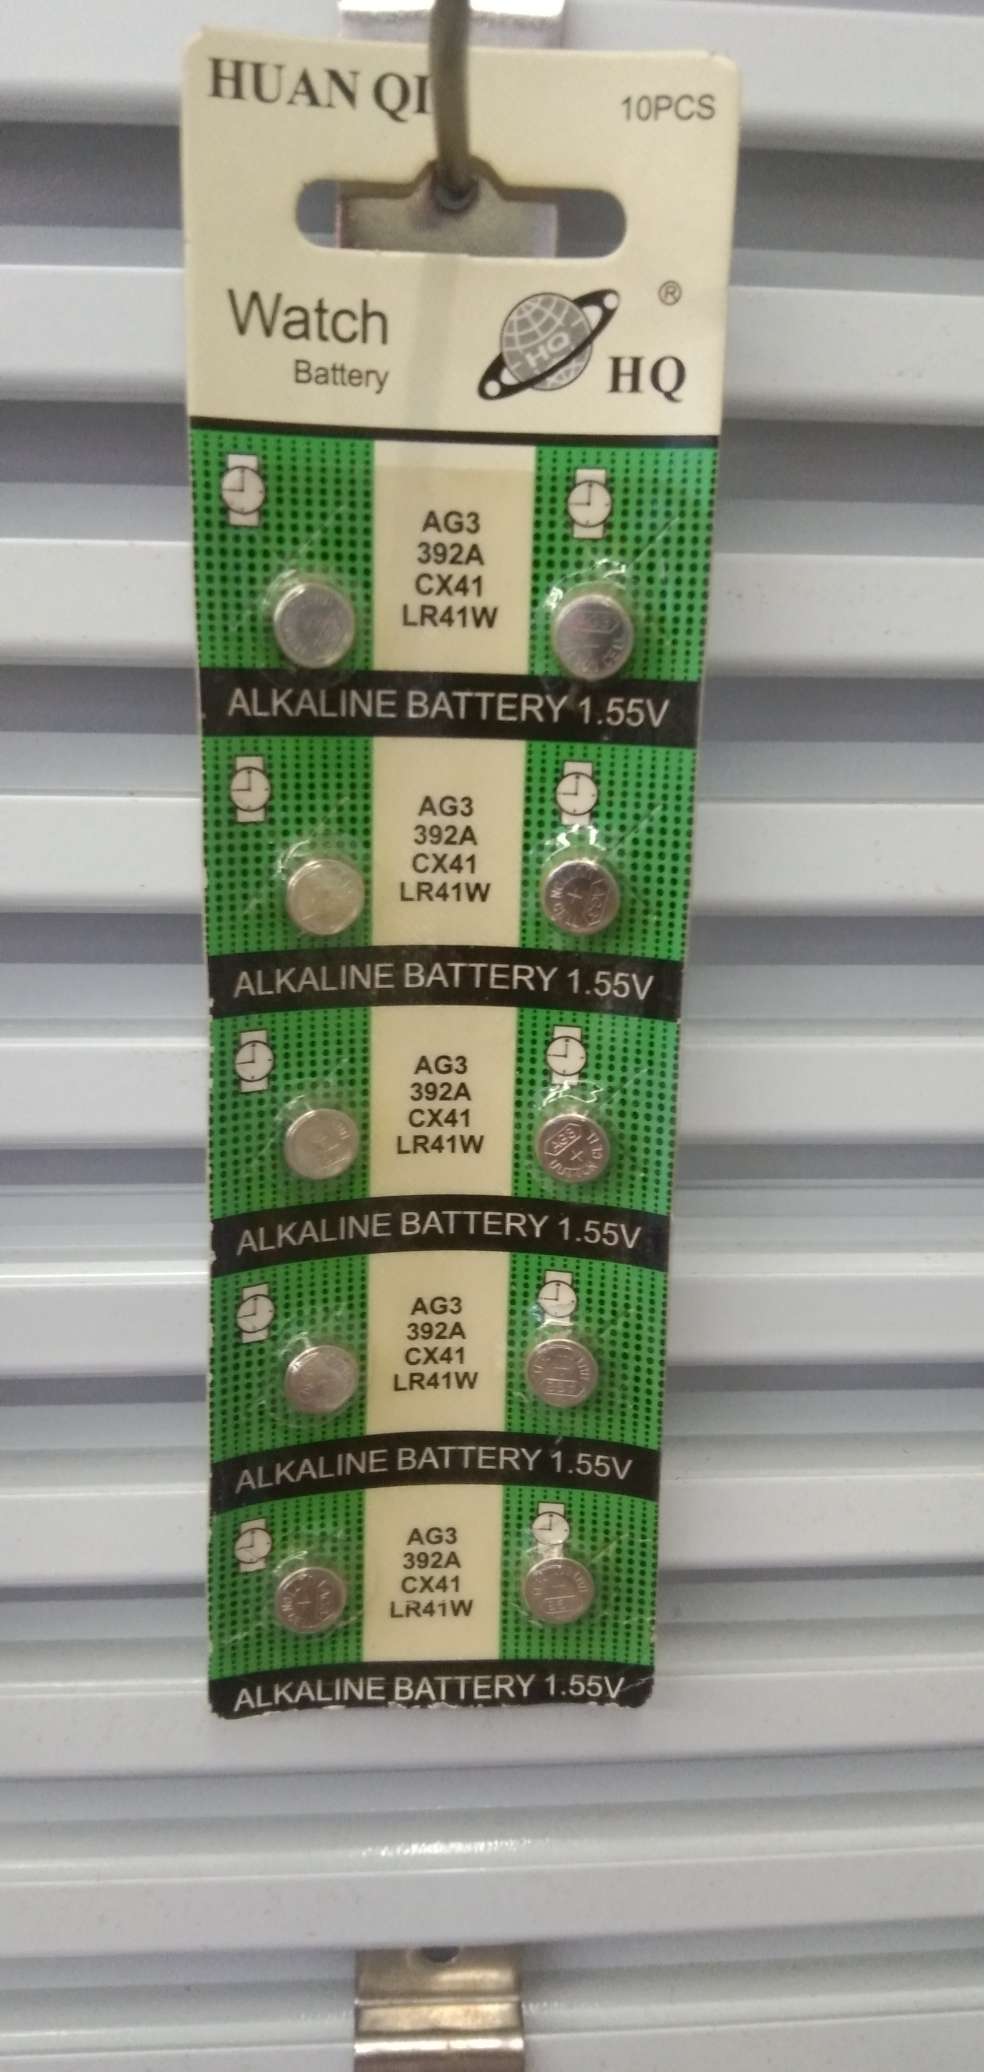 HUAN QI
10PCS
Watch
Battery
HQ
®
HQ
AG3
392A
CX41
LR41W
ALKALINE BATTERY 1.55V
AG3
392A
CX41
LR41W
ALKALINE BATTERY 1.55V
AG3
392A
CX41
LR41W
AG3
ALKALINE BATTERY 1.55V
AG3
392A
CX41
LR41W
ALKALINE BATTERY 1.55V
AG3
392A
CX41
LR41W
ALKALINE BATTERY 1.55V